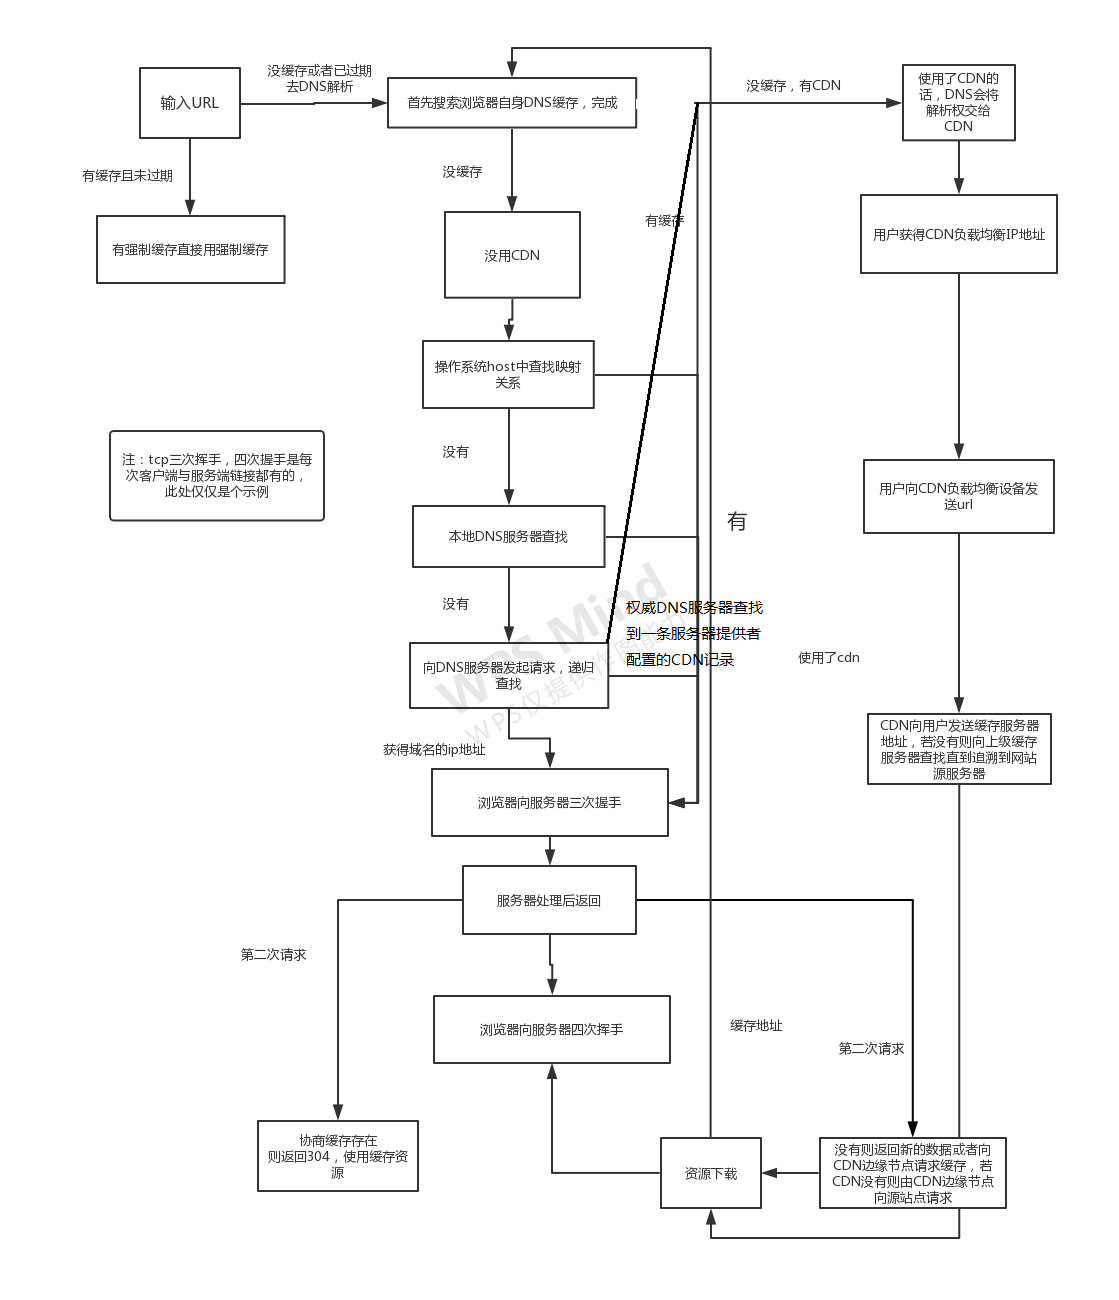 没缓存或者已过期
去DNS解析
输入URL
首先搜索浏览器自身DNS缓存，完成
没缓存，有CDN
使用了CDN的
话，DNS会将
解析权交给
CDN
有缓存且未过期
没缓存
有缓存
有强制缓存直接用强制缓存
没用CDN
用户获得CDN负载均衡IP地址
操作系统host中查找映射
关系
注：tcp三次挥手，四次握手是每
次客户端与服务端链接都有的，
此处仅仅是个示例
没有
用户向CDN负载均衡设备发
送url
有
本地DNS服务器查找
没有
权威DNS服务器查找
到一条服务器提供者
配置的CDN记录
使用了cdn
向DNS服务器发起请求，递归
查找
WPS Mind
WPS仅提供作图能力
获得域名的ip地址
CDN向用户发送缓存服务器
地址，若没有则向上级缓存
服务器查找直到追溯到网站
源服务器
浏览器向服务器三次握手
服务器处理后返回
第二次请求
浏览器向服务器四次挥手
缓存地址
第二次请求
协商缓存存在
则返回304，使用缓存资
源
资源下载
没有则返回新的数据或者向
CDN边缘节点请求缓存，若
CDN没有则由CDN边缘节点
向源站点请求